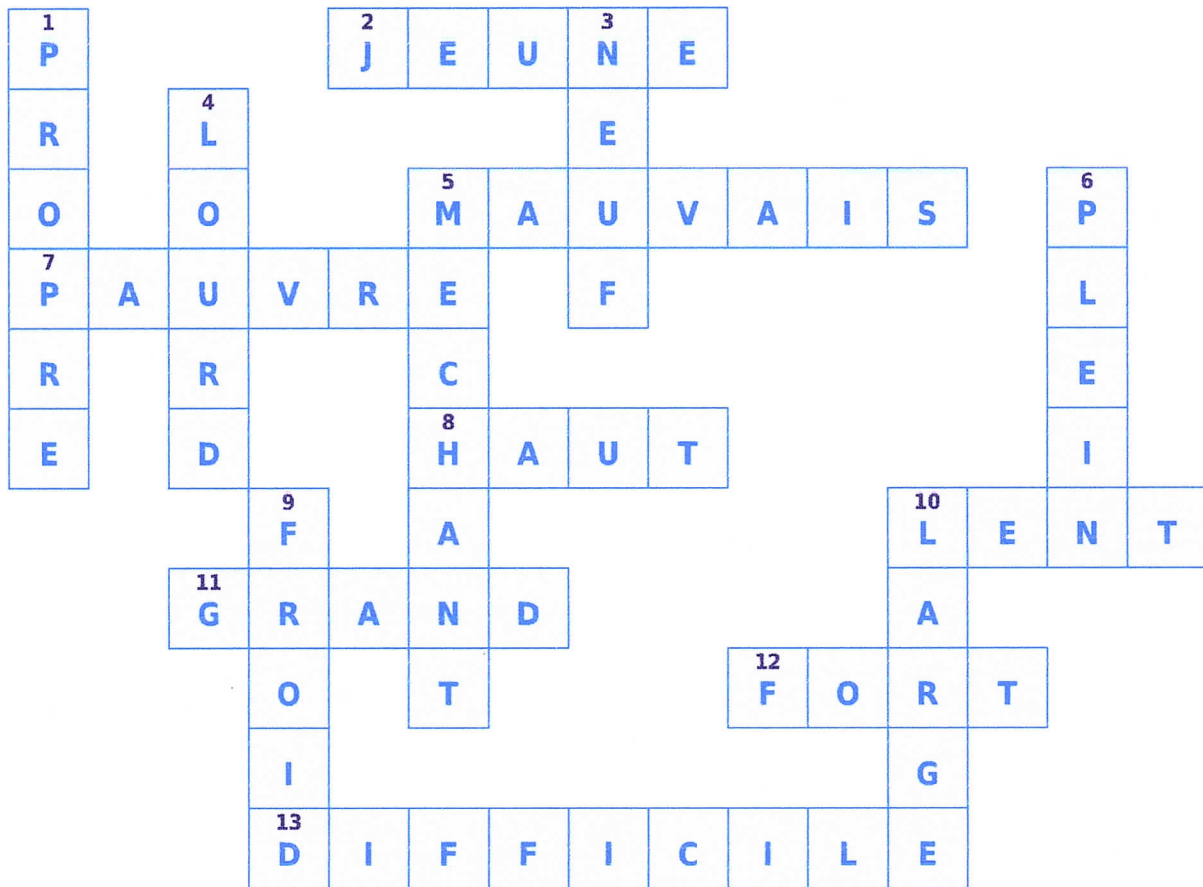 1 2 3
P J E U N E
4
R L E
5 6
O O M A U V A I S P
7
P A U V R E F L
R R C E
8
E D H A U T I
9 10
F A L E N T
11
G R A N D A
12
O T F O R T
I G
13
D I F F I C I L E